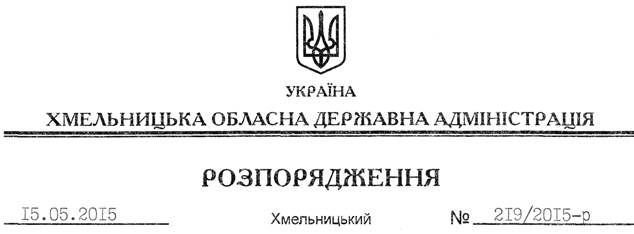 УКРАЇНА
ХМЕЛЬНИЦЬКА ОБЛАСНА ДЕРЖАВНА АДМІНІСТРАЦІЯ
РОЗПОРЯДЖЕННЯ
15.05.2015 Хмельницький № 219/2015-р